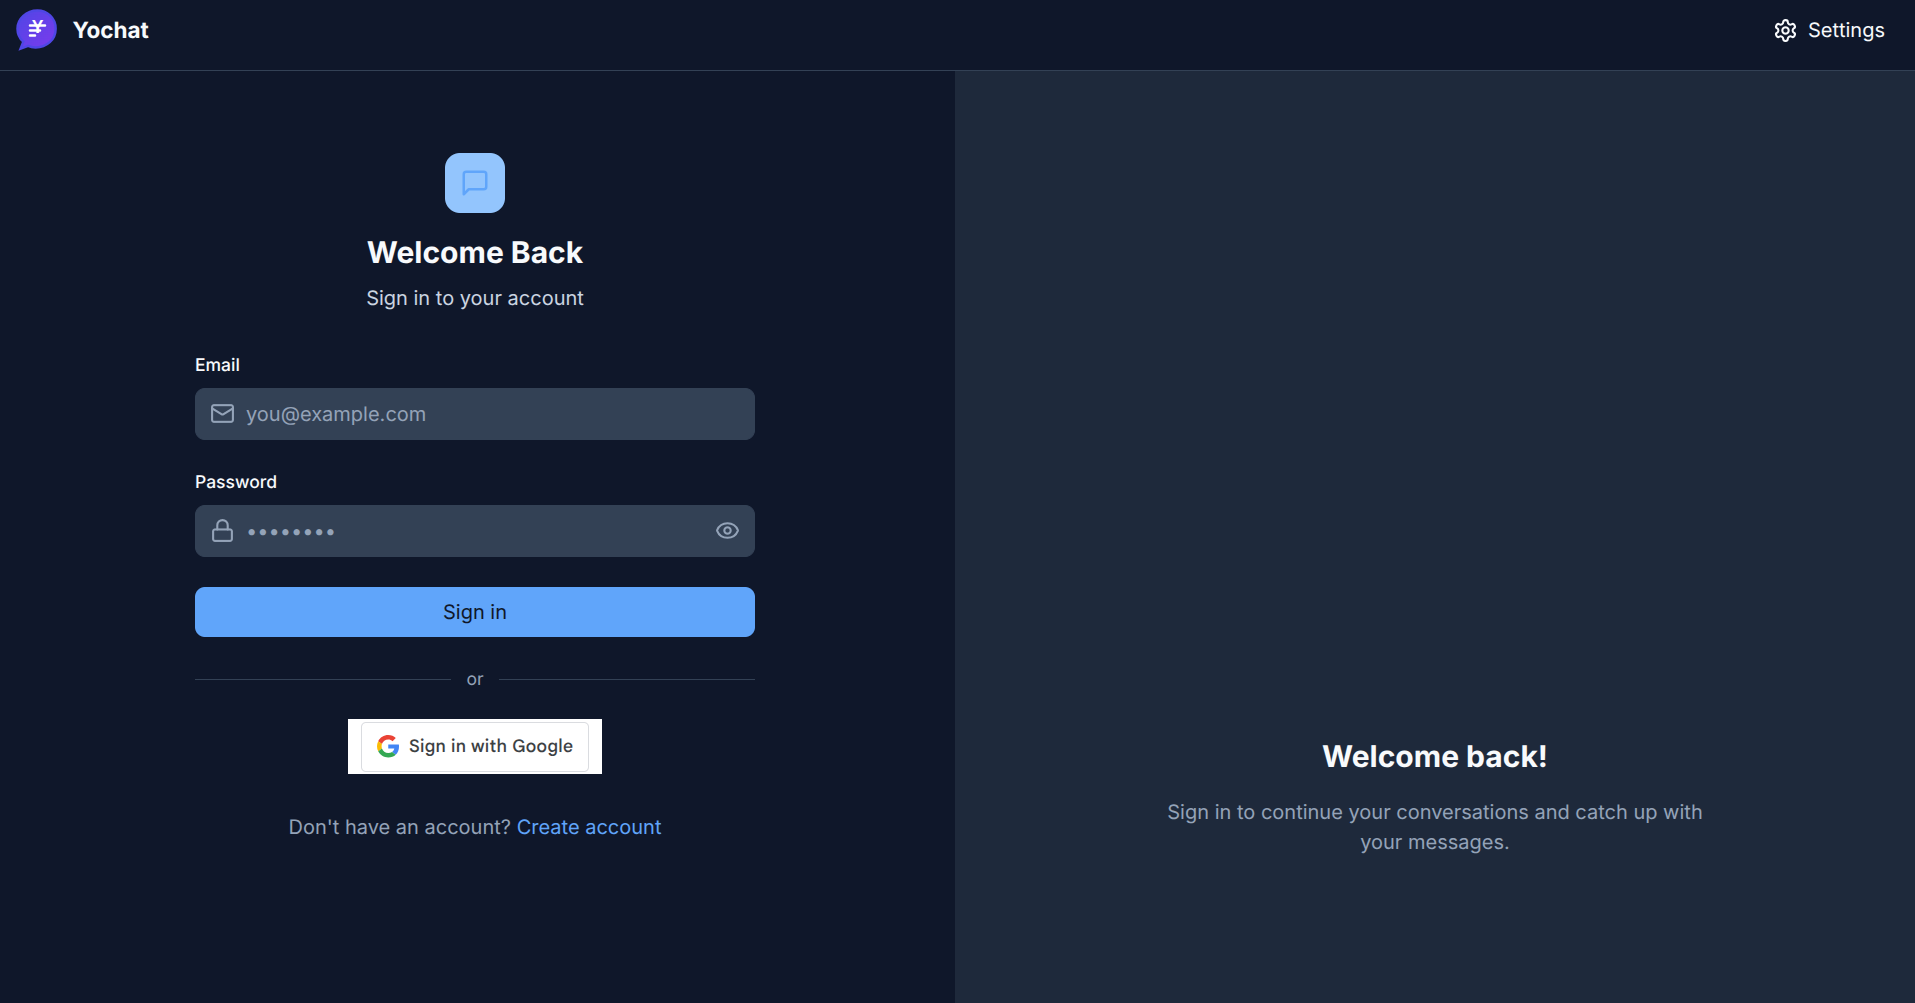 Yochat
Settings
Welcome Back
Sign in to your account
Email
you@example.com
Password
••••••••
Sign in
or
Sign in with Google
Don't have an account? Create account
Welcome back!
Sign in to continue your conversations and catch up with
your messages.